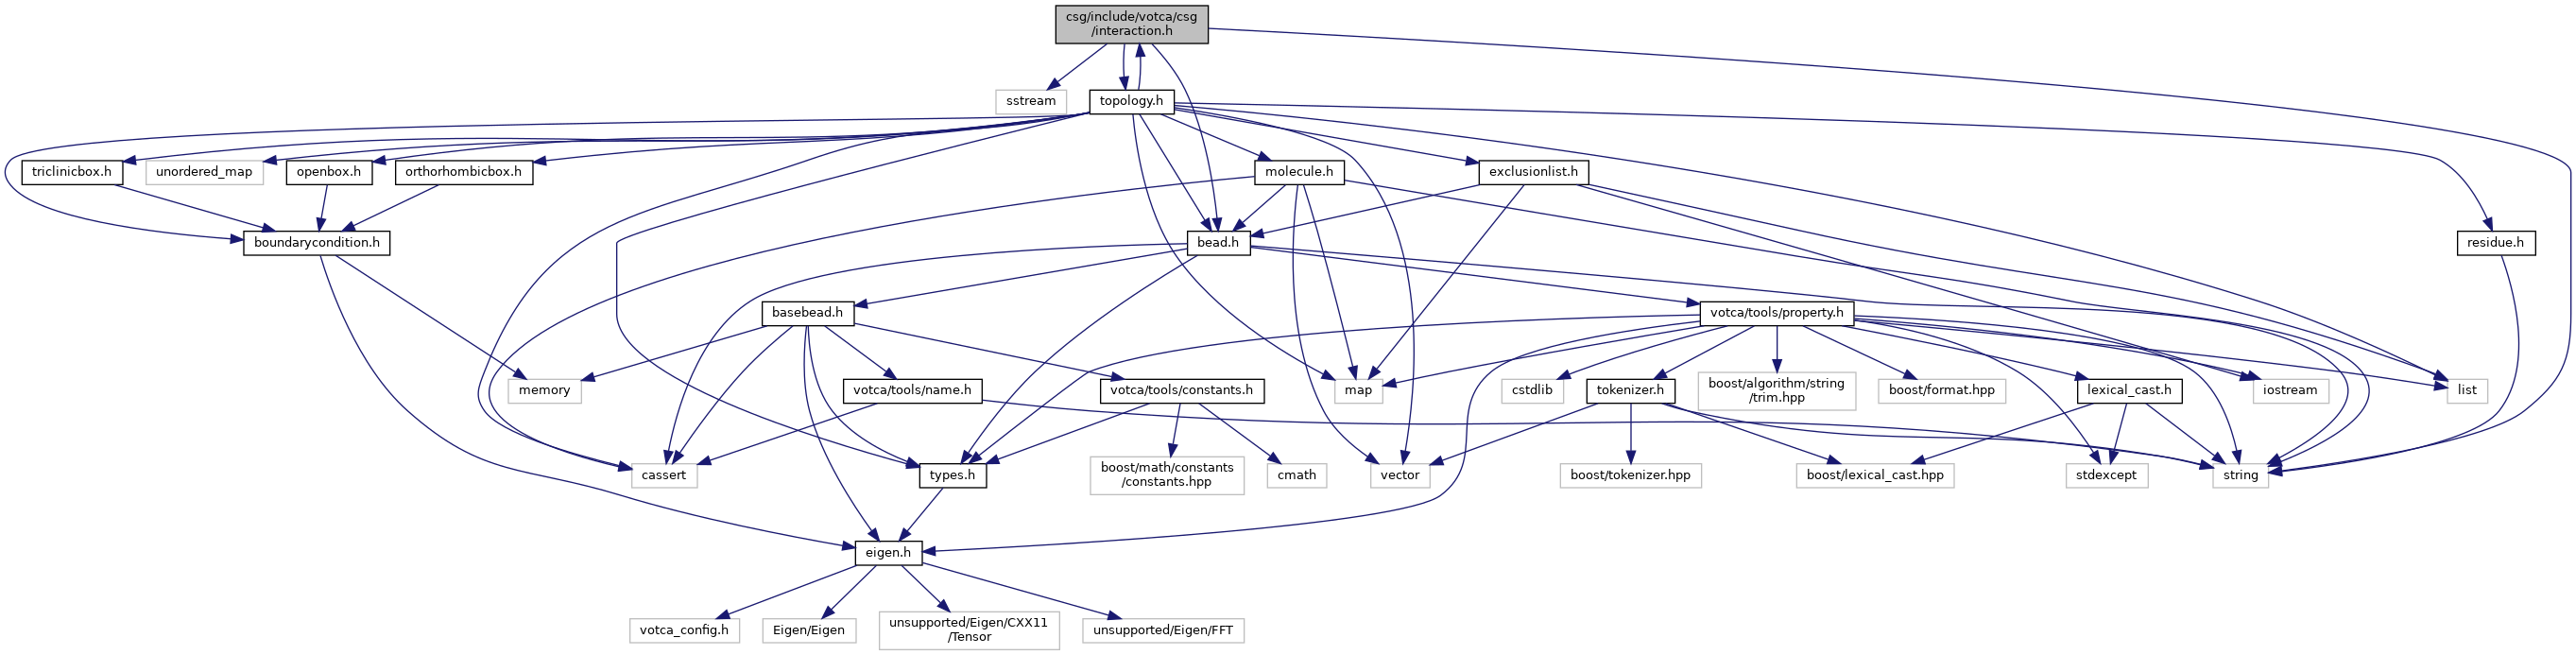 csg/include/votca/csg
/interaction.h
sstream
topology.h
triclinicbox.h
unordered_map
openbox.h
orthorhombicbox.h
molecule.h
exclusionlist.h
boundarycondition.h
bead.h
residue.h
basebead.h
votca/tools/property.h
memory
votca/tools/name.h
votca/tools/constants.h
map
cstdlib
tokenizer.h
boost/algorithm/string
/trim.hpp
boost/format.hpp
lexical_cast.h
iostream
list
cassert
types.h
boost/math/constants
/constants.hpp
cmath
vector
boost/tokenizer.hpp
boost/lexical_cast.hpp
stdexcept
string
eigen.h
votca_config.h
Eigen/Eigen
unsupported/Eigen/CXX11
/Tensor
unsupported/Eigen/FFT